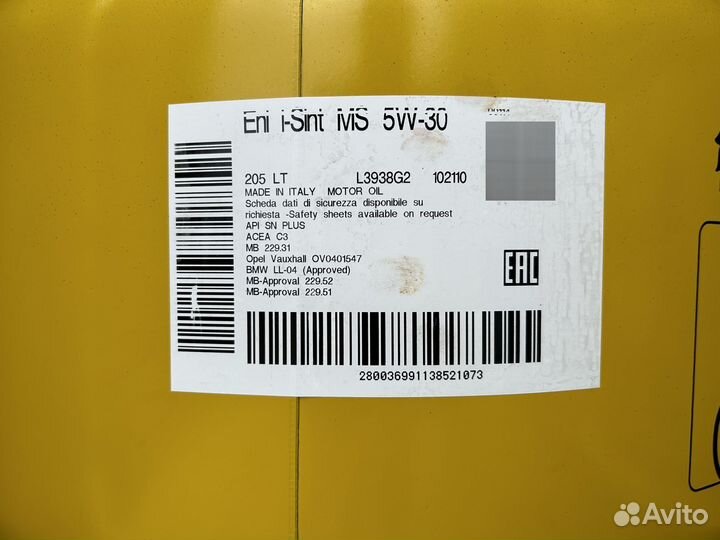 Eni i-Sint MS 5W-30
205 LT L3938G2 102110
MADE IN ITALY MOTOR OIL
Scheda dati di sicurezza disponibile su
richiesta -Safety sheets available on request
API SN PLUS
ACEA C3
MB 229.31
Opel Vauxhall OV0401547
BMW LL-04 (Approved)
MB-Approval 229.52
MB-Approval 229.51
EAC
280036991138521073
Avito